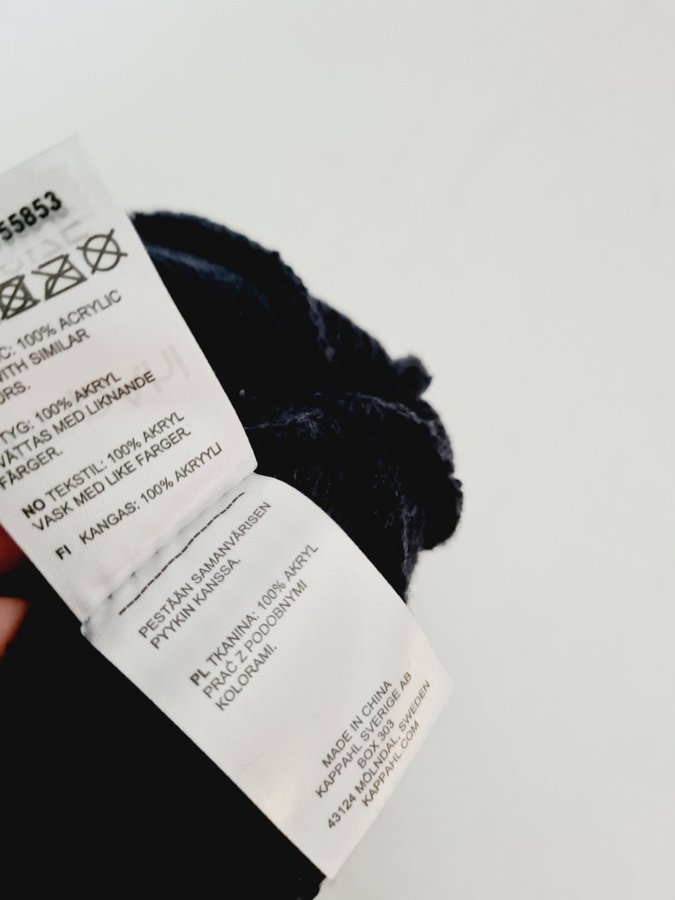 55853
C: 100% ACRYLIC
WITH SIMILAR
URS.
TYG: 100% AKRYL
VÄTTAS MED LIKNANDE
FÄRGER.
NO TEKSTIL: 100% AKRYL
VASK MED LIKE FARGER.
FI KANGAS: 100% AKRYYLI
PESTÄÄN SAMANVÄRISEN
PYYKIN KANSSA.
PL TKANINA: 100% AKRYL
PRAĆ Z PODOBNYMI
KOLORAMI.
MADE IN CHINA
KAPPAHL SVERIGE AB
BOX 303
43124 MÖLNDAL, SWEDEN
KAPPAHL.COM